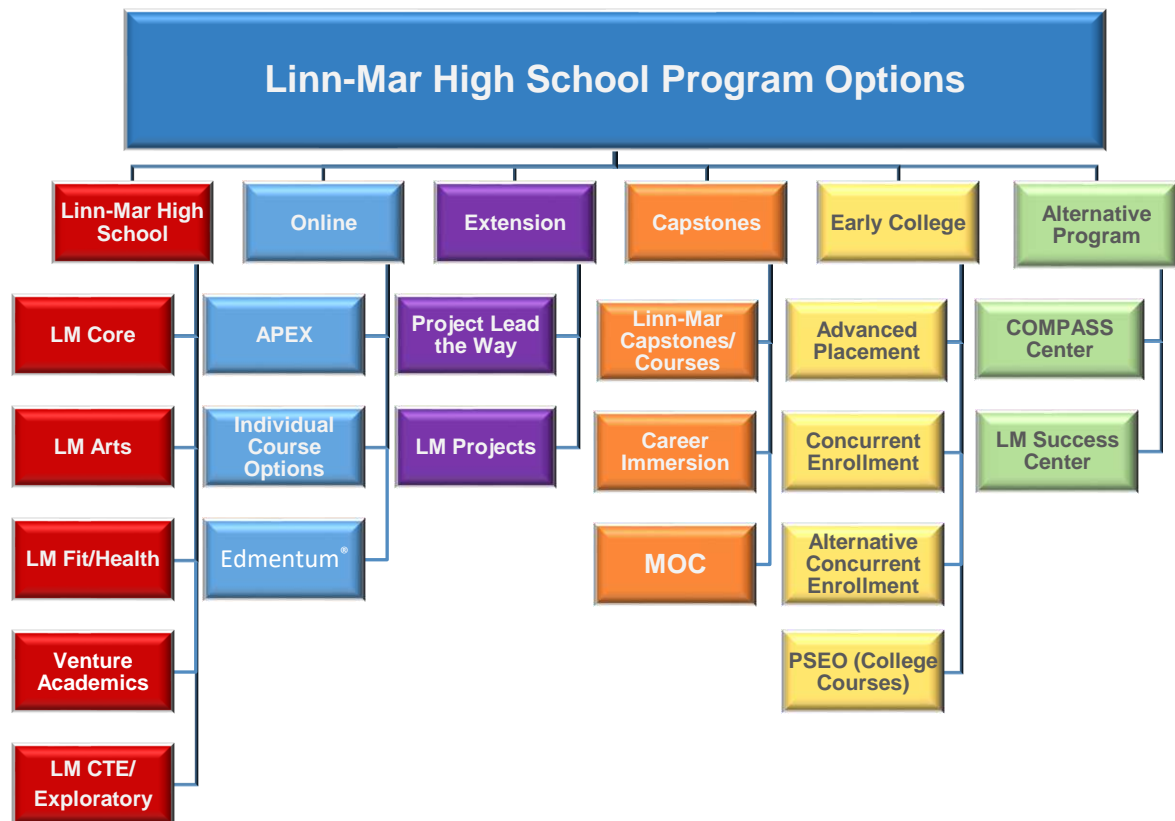 Linn-Mar High School Program Options
Linn-Mar High
School
Online
Extension
Capstones
Early College
Alternative
Program
LM Core
APEX
Project Lead
the Way
Linn-Mar
Capstones/
Courses
Advanced
Placement
COMPASS
Center
LM Arts
Individual
Course
Options
LM Projects
Career
Immersion
Concurrent
Enrollment
LM Success
Center
LM Fit/Health
Edmentum®
MOC
Alternative
Concurrent
Enrollment
Venture
Academics
PSEO (College
Courses)
LM CTE/
Exploratory